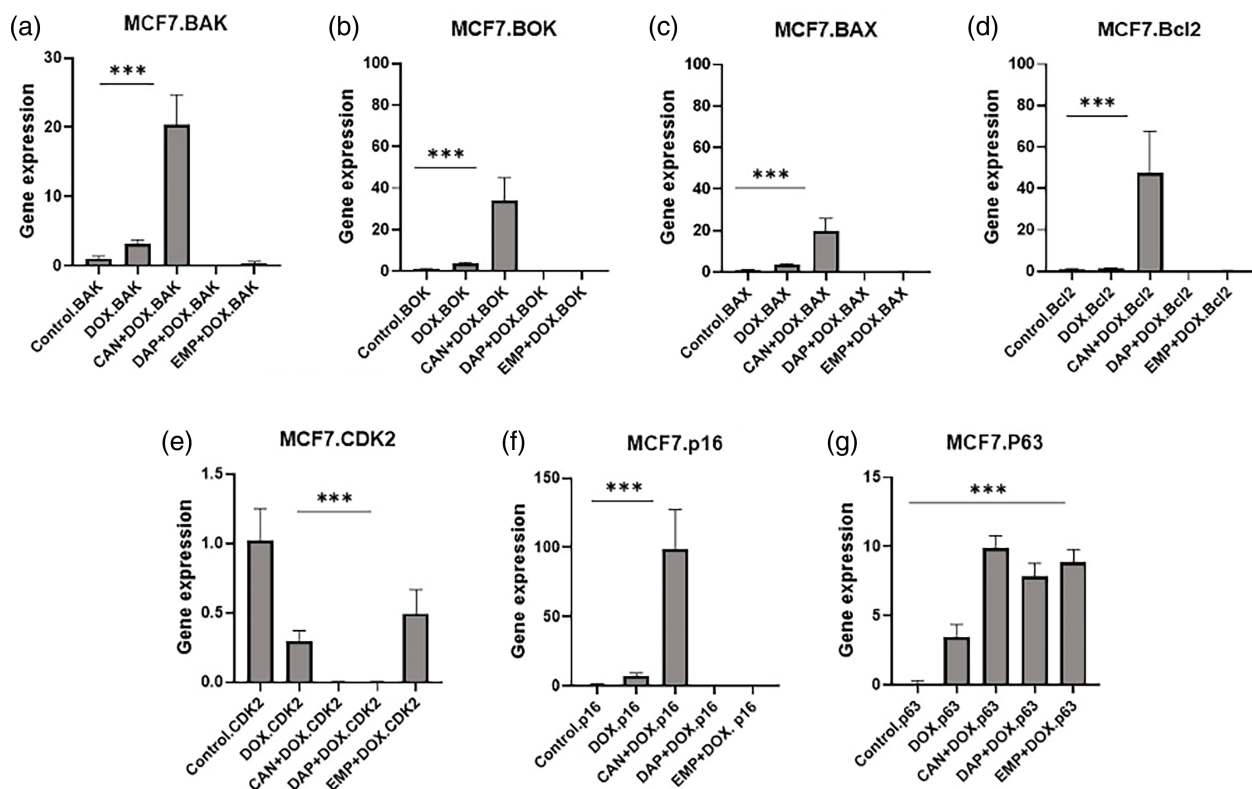 (a)
MCF7.BAK
Gene expression
30
20
10
0
***
Control.BAK
DOX.BAK
CAN+DOX.BAK
DAP+DOX.BAK
EMP+DOX.BAK
(b)
MCF7.BOK
Gene expression
100
80
60
40
20
0
***
Control.BOK
DOX.BOK
CAN+DOX.BOK
DAP+DOX.BOK
EMP+DOX.BOK
(c)
MCF7.BAX
Gene expression
100
80
60
40
20
0
***
Control.BAX
DOX.BAX
CAN+DOX.BAX
DAP+DOX.BAX
EMP+DOX.BAX
(d)
MCF7.Bcl2
Gene expression
100
80
60
40
20
0
***
Control.Bcl2
DOX.Bcl2
CAN+DOX.Bcl2
DAP+DOX.Bcl2
EMP+DOX.Bcl2
(e)
MCF7.CDK2
Gene expression
1.5
1.0
0.5
0.0
***
Control.CDK2
DOX.CDK2
CAN+DOX.CDK2
DAP+DOX.CDK2
EMP+DOX.CDK2
(f)
MCF7.p16
Gene expression
150
100
50
0
***
Control.p16
DOX.p16
CAN+DOX.p16
DAP+DOX.p16
EMP+DOX. p16
(g)
MCF7.P63
Gene expression
15
10
5
0
***
Control.p63
DOX.p63
CAN+DOX.p63
DAP+DOX.p63
EMP+DOX.p63